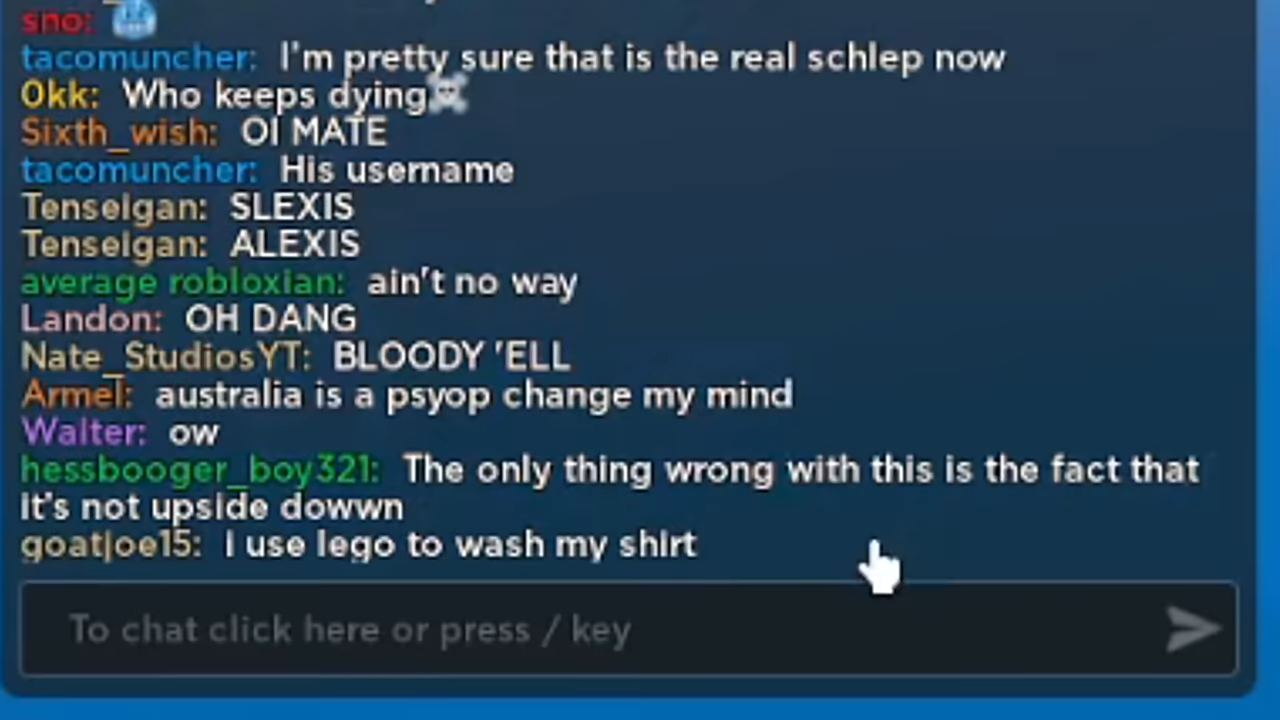 sno: 🥶
tacomuncher: I'm pretty sure that is the real schlep now
0kk: Who keeps dying☠
Sixth_wish: OI MATE
tacomuncher: His username
Tenseigan: SLEXIS
Tenseigan: ALEXIS
average robloxian: ain't no way
Landon: OH DANG
Nate_StudiosYT: BLOODY 'ELL
Armel: australia is a psyop change my mind
Walter: ow
hessbooger_boy321: The only thing wrong with this is the fact that
it's not upside dowwn
goatjoe15: i use lego to wash my shirt
To chat click here or press / key